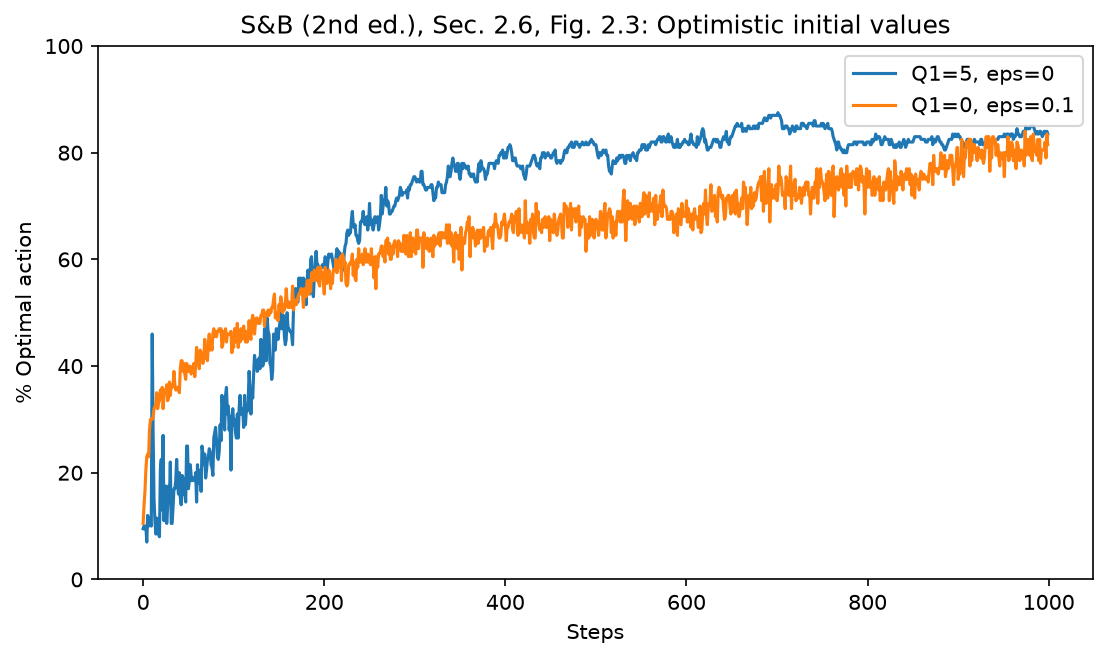 S&B (2nd ed.), Sec. 2.6, Fig. 2.3: Optimistic initial values
100
80
60
40
20
0
% Optimal action
Q1=5, eps=0
Q1=0, eps=0.1
0 200 400 600 800 1000
Steps